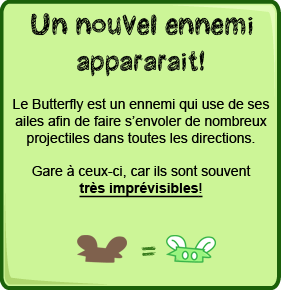 Un nouvel ennemi
appararait!
Le Butterfly est un ennemi qui use de ses
ailes afin de faire s'envoler de nombreux
projectiles dans toutes les directions.
Gare à ceux-ci, car ils sont souvent
très imprévisibles!
=